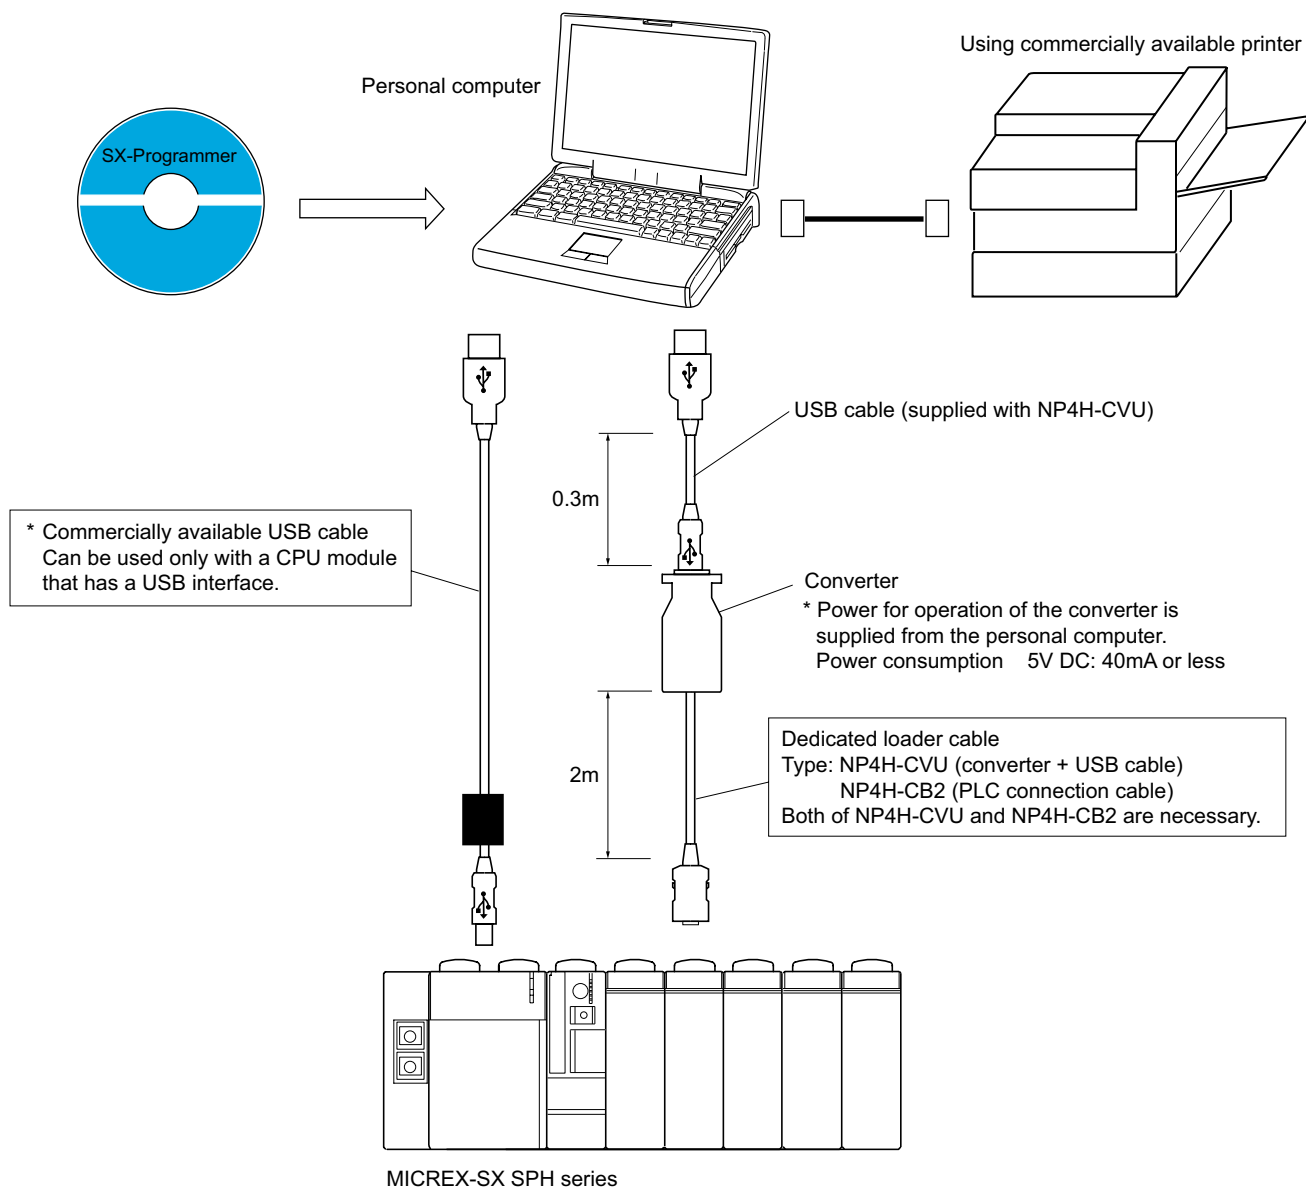 Using commercially available printer
Personal computer
SX-Programmer
USB cable (supplied with NP4H-CVU)
0.3m
* Commercially available USB cable
Can be used only with a CPU module
that has a USB interface.
Converter
* Power for operation of the converter is
supplied from the personal computer.
Power consumption 5V DC: 40mA or less
2m
Dedicated loader cable
Type: NP4H-CVU (converter + USB cable)
NP4H-CB2 (PLC connection cable)
Both of NP4H-CVU and NP4H-CB2 are necessary.
MICREX-SX SPH series